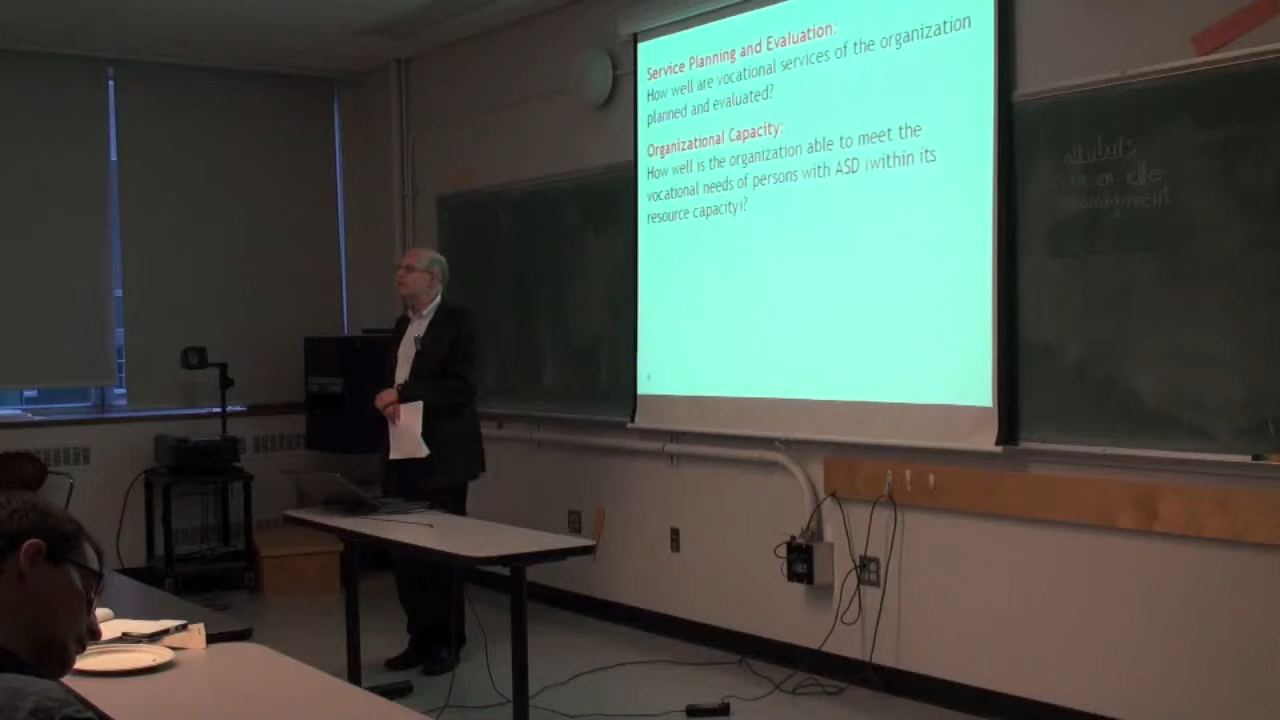 Service Planning and Evaluation:
How well are vocational services of the organization
planned and evaluated?
Organizational Capacity:
How well is the organization able to meet the
vocational needs of persons with ASD (within its
resource capacity)?
management